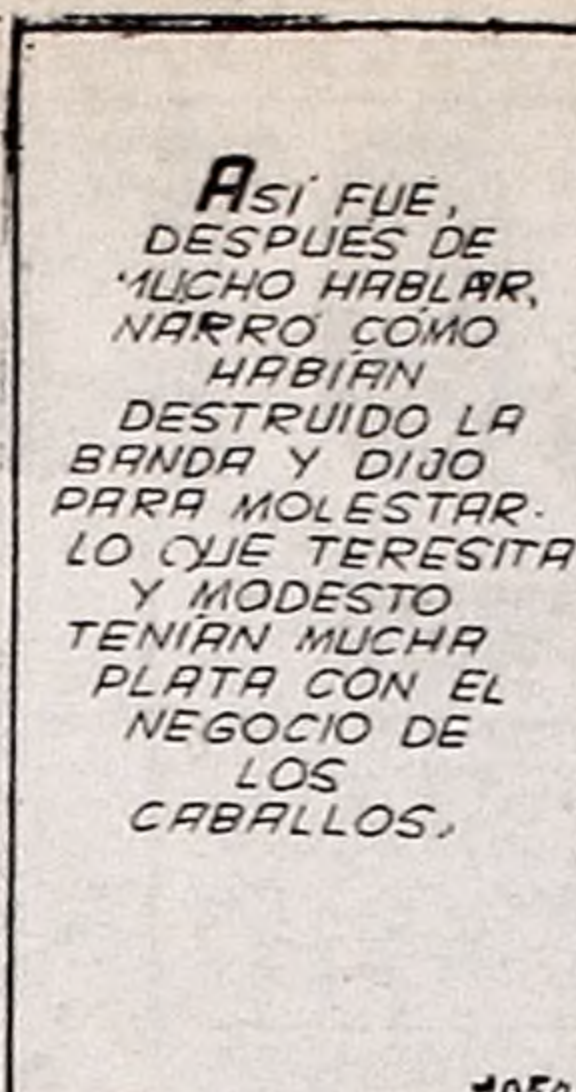 ASÍ FUE,
DESPUÉS DE
MUCHO HABLAR,
NARRÓ CÓMO
HABÍAN
DESTRUIDO LA
BANDA Y DIJO
PARA MOLESTAR-
LO QUE TERESITA
Y MODESTO
TENÍAN MUCHA
PLATA CON EL
NEGOCIO DE
LOS
CABALLOS.